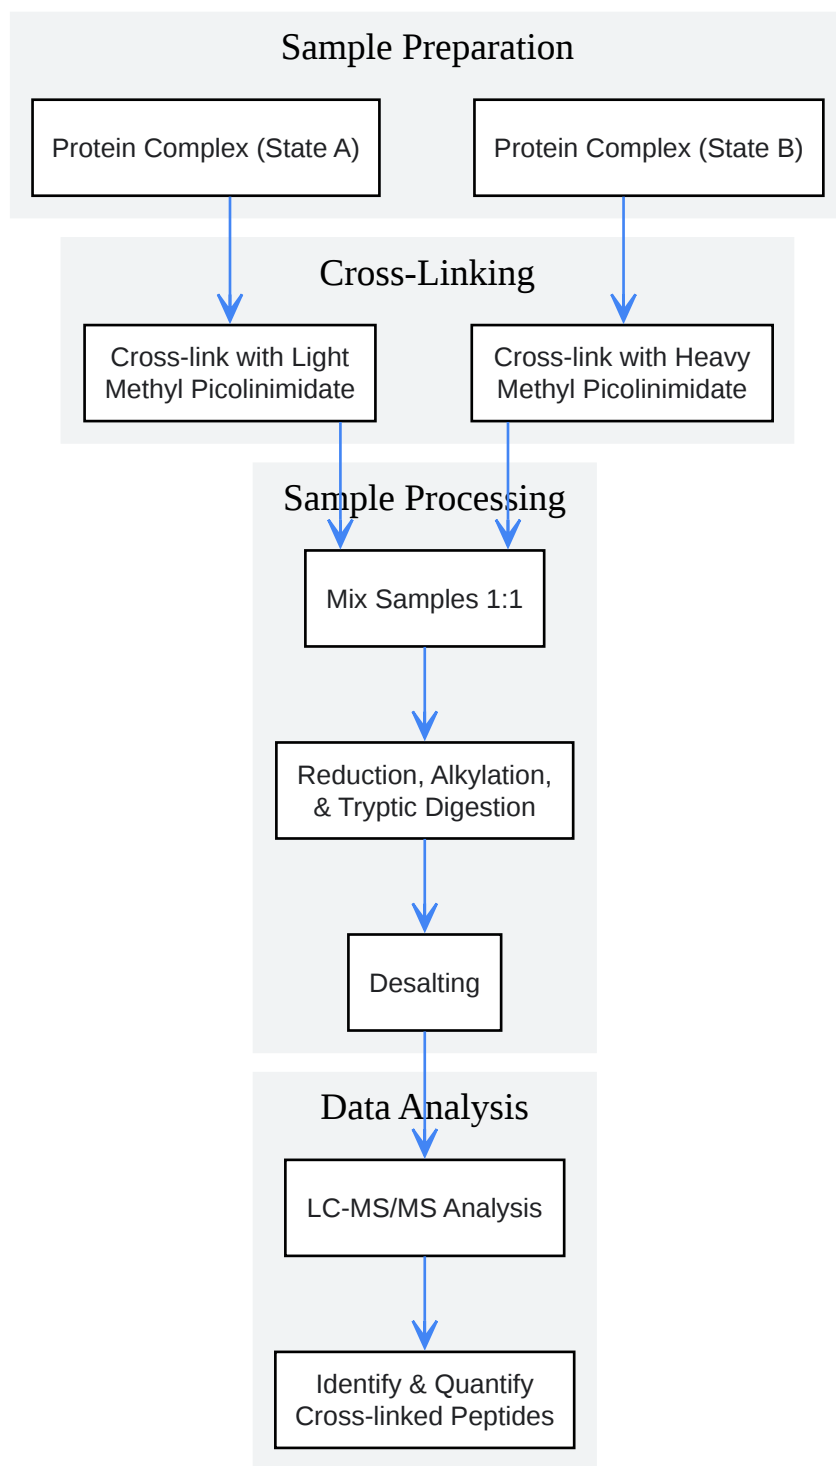 Sample Preparation
Protein Complex (State A)
Protein Complex (State B)
Cross-Linking
Cross-link with Light
Methyl Picolinimidate
Cross-link with Heavy
Methyl Picolinimidate
Sample Processing
Mix Samples 1:1
Reduction, Alkylation,
& Tryptic Digestion
Desalting
Data Analysis
LC-MS/MS Analysis
Identify & Quantify
Cross-linked Peptides